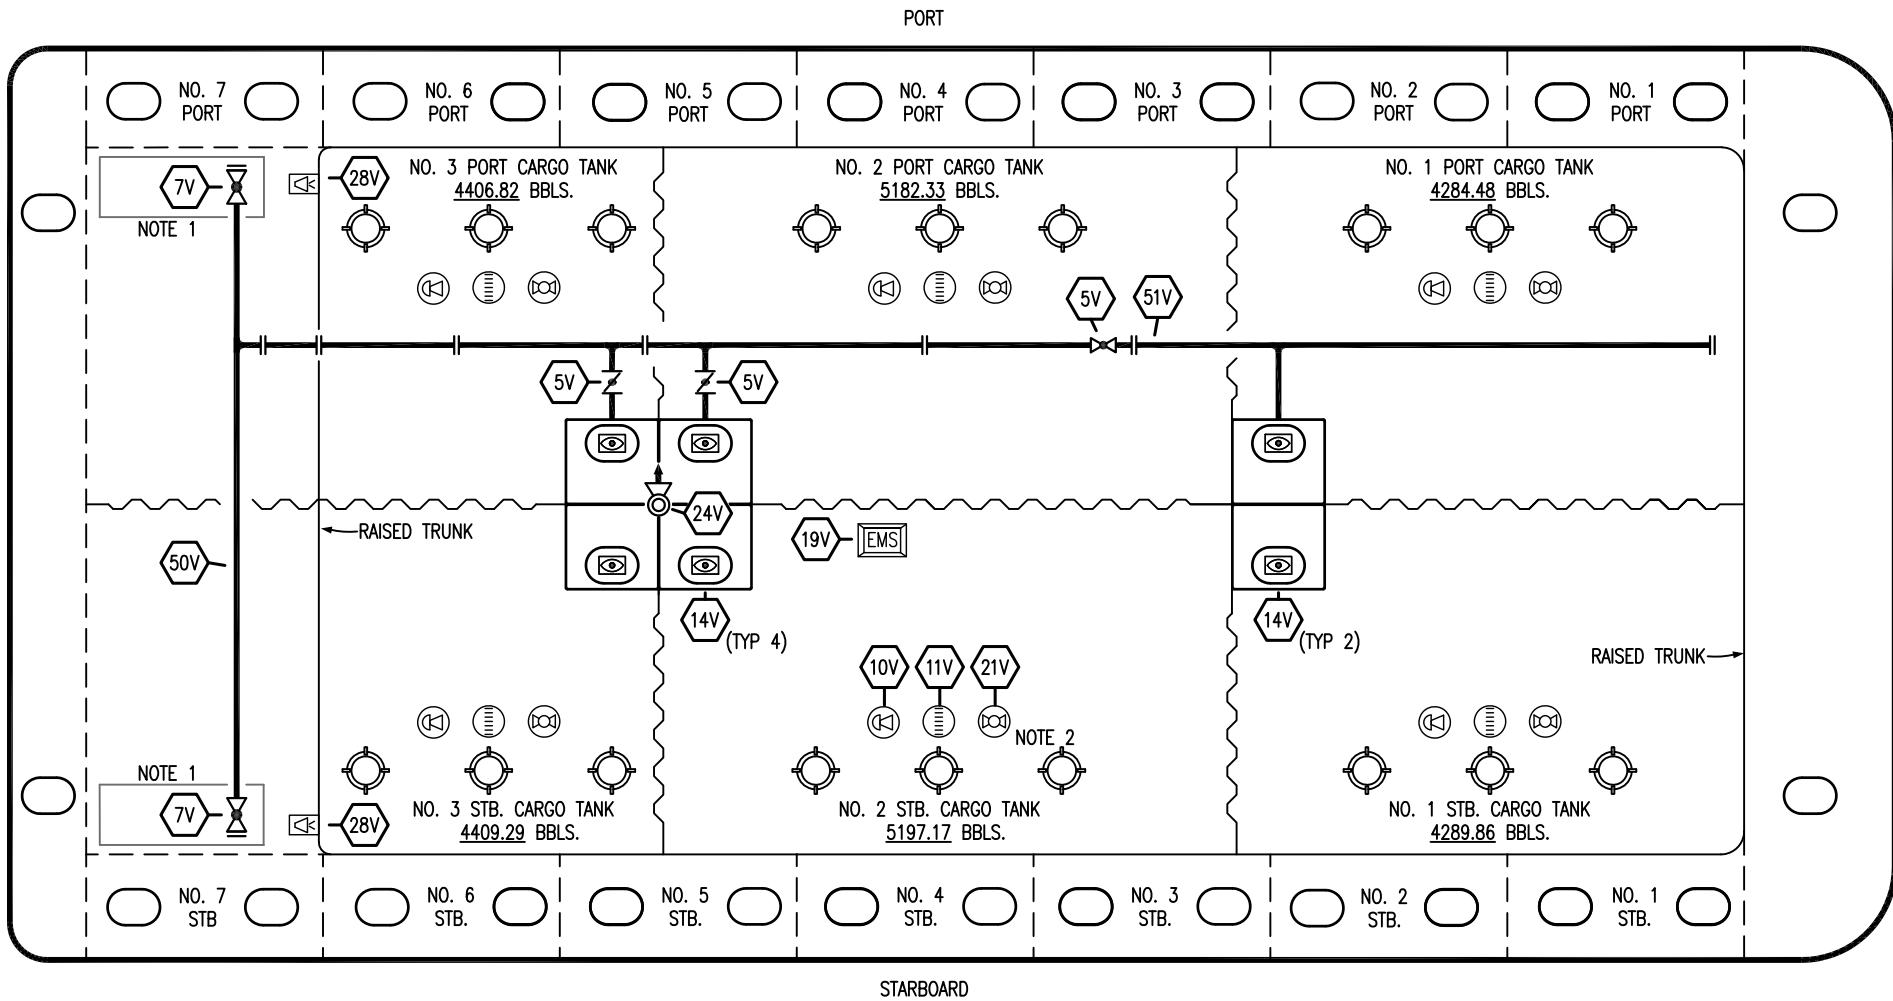 PORT
NO. 7
PORT
NO. 6
PORT
NO. 5
PORT
NO. 4
PORT
NO. 3
PORT
NO. 2
PORT
NO. 1
PORT
7V
NOTE 1
28V
NO. 3 PORT CARGO TANK
4406.82 BBLS.
NO. 2 PORT CARGO TANK
5182.33 BBLS.
NO. 1 PORT CARGO TANK
4284.48 BBLS.
5V
51V
5V
5V
24V
RAISED TRUNK
19V
EMS
50V
14V
(TYP 4)
14V
(TYP 2)
RAISED TRUNK
10V
11V
21V
NOTE 2
NOTE 1
7V
28V
NO. 3 STB. CARGO TANK
4409.29 BBLS.
NO. 2 STB. CARGO TANK
5197.17 BBLS.
NO. 1 STB. CARGO TANK
4289.86 BBLS.
NO. 7
STB
NO. 6
STB.
NO. 5
STB.
NO. 4
STB.
NO. 3
STB.
NO. 2
STB.
NO. 1
STB.
STARBOARD